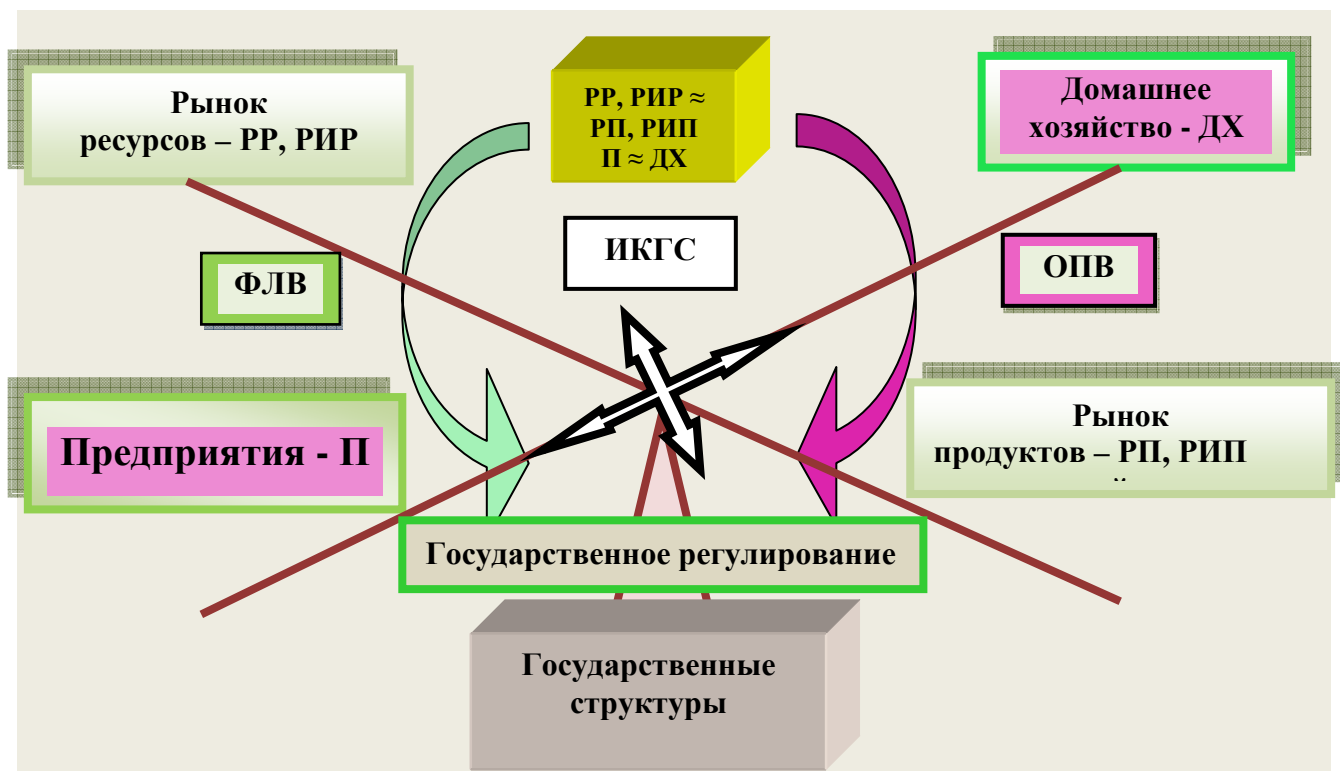 Рынок
ресурсов – РР, РИР
РР, РИР ≈
РП, РИП
П ≈ ДХ
Домашнее
хозяйство - ДХ
ФЛВ
ИКГС
ОПВ
Предприятия - П
Рынок
продуктов – РП, РИП
Государственное регулирование
Государственные
структуры